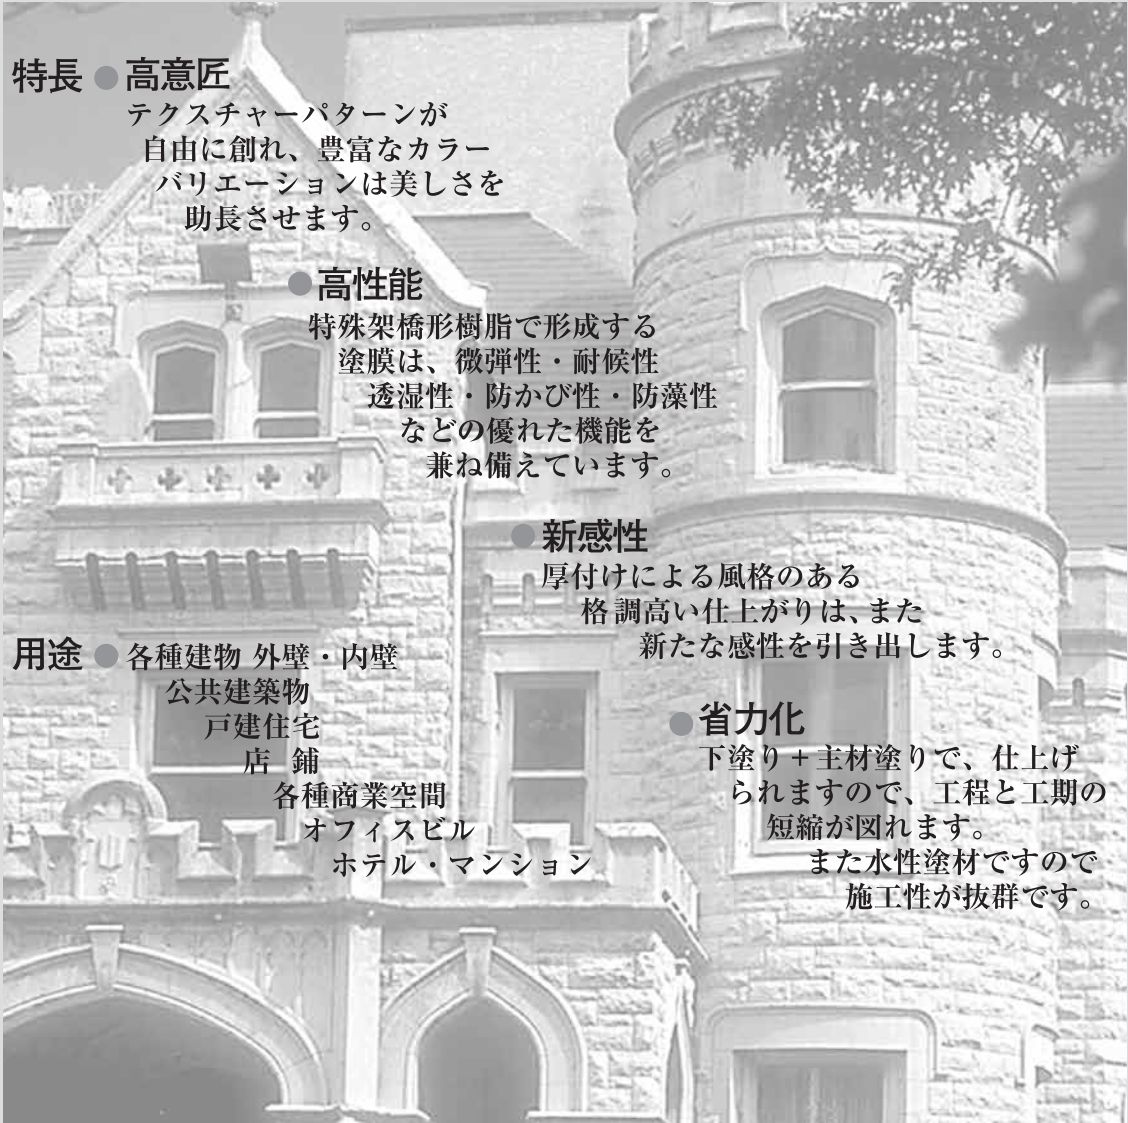 特長 ●高意匠
テクスチャーパターンが
自由に創れ、豊富なカラー
バリエーションは美しさを
助長させます。
●高性能
特殊架橋形樹脂で形成する
塗膜は、微弾性・耐候性
透湿性・防かび性・防藻性
などの優れた機能を
兼ね備えています。
●新感性
厚付けによる風格のある
格調高い仕上がりは、また
新たな感性を引き出します。
●省力化
下塗り＋主材塗りで、仕上げ
られますので、工程と工期の
短縮が図れます。
また水性塗材ですので
施工性が抜群です。
用途 ●各種建物 外壁・内壁
公共建築物
戸建住宅
店 舗
各種商業空間
オフィスビル
ホテル・マンション